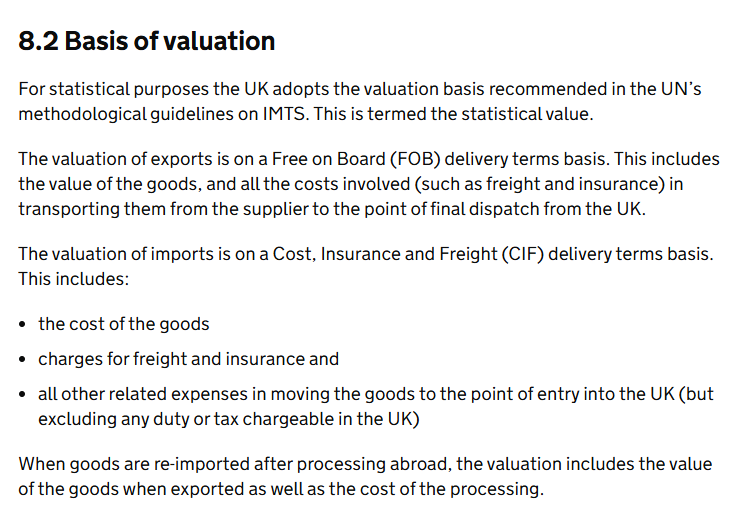 8.2 Basis of valuation
For statistical purposes the UK adopts the valuation basis recommended in the UN’s
methodological guidelines on IMTS. This is termed the statistical value.
The valuation of exports is on a Free on Board (FOB) delivery terms basis. This includes
the value of the goods, and all the costs involved (such as freight and insurance) in
transporting them from the supplier to the point of final dispatch from the UK.
The valuation of imports is on a Cost, Insurance and Freight (CIF) delivery terms basis.
This includes:
• the cost of the goods
• charges for freight and insurance and
• all other related expenses in moving the goods to the point of entry into the UK (but
excluding any duty or tax chargeable in the UK)
When goods are re-imported after processing abroad, the valuation includes the value
of the goods when exported as well as the cost of the processing.